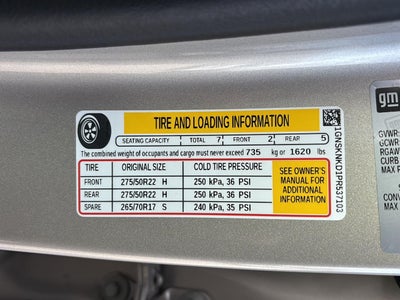 TIRE AND LOADING INFORMATION
SEATING CAPACITY TOTAL 7 FRONT 2 REAR 5
The combined weight of occupants and cargo must never exceed 735 kg or 1620 lbs
TIRE ORIGINAL SIZE COLD TIRE PRESSURE
FRONT 275/50R22 H 250 kPa, 36 PSI
REAR 275/50R22 H 250 kPa, 36 PSI
SPARE 265/70R17 S 240 kPa, 35 PSI
SEE OWNER'S
MANUAL FOR
ADDITIONAL
INFORMATION
gm
GVWR
GCWR
RGAW
CURB
MAX P
MAX
CONV